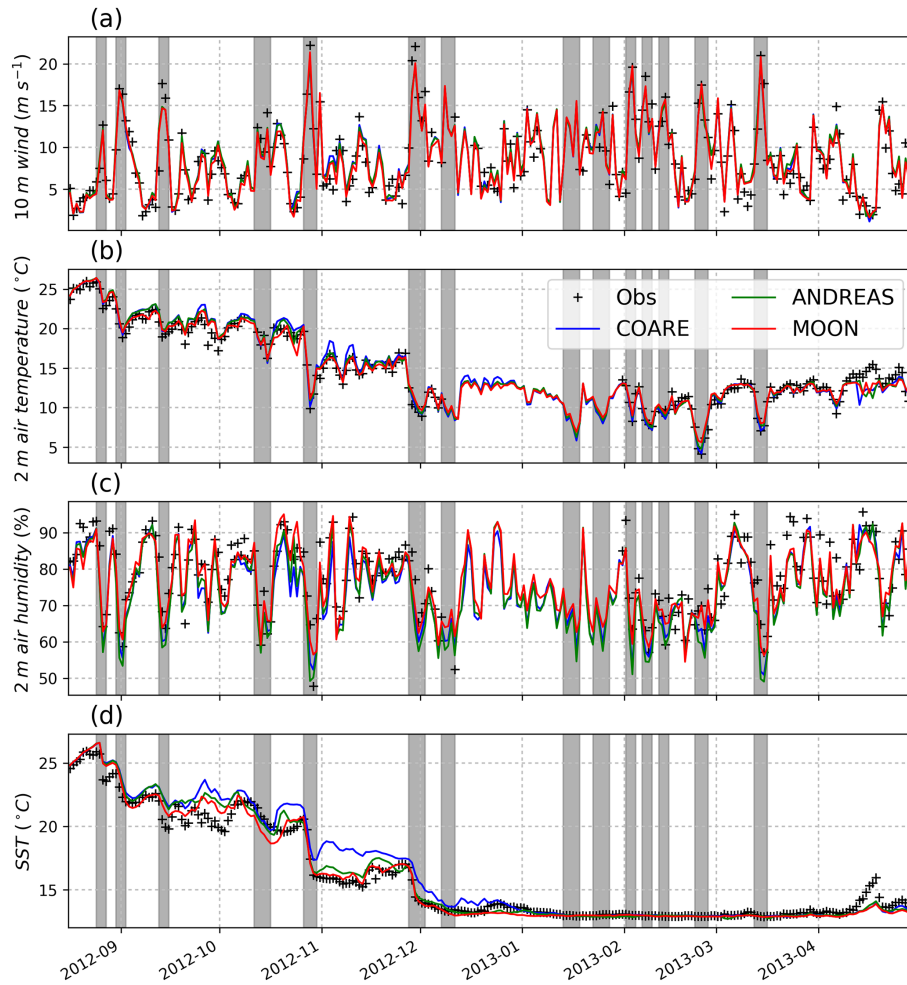 (a)
10 m wind (m s⁻¹)
20
15
10
5
(b)
2 m air temperature (°C)
25
20
15
10
5
Obs
COARE
ANDREAS
MOON
(c)
2 m air humidity (%)
90
80
70
60
50
(d)
SST (°C)
25
20
15
2012-09
2012-10
2012-11
2012-12
2013-01
2013-02
2013-03
2013-04